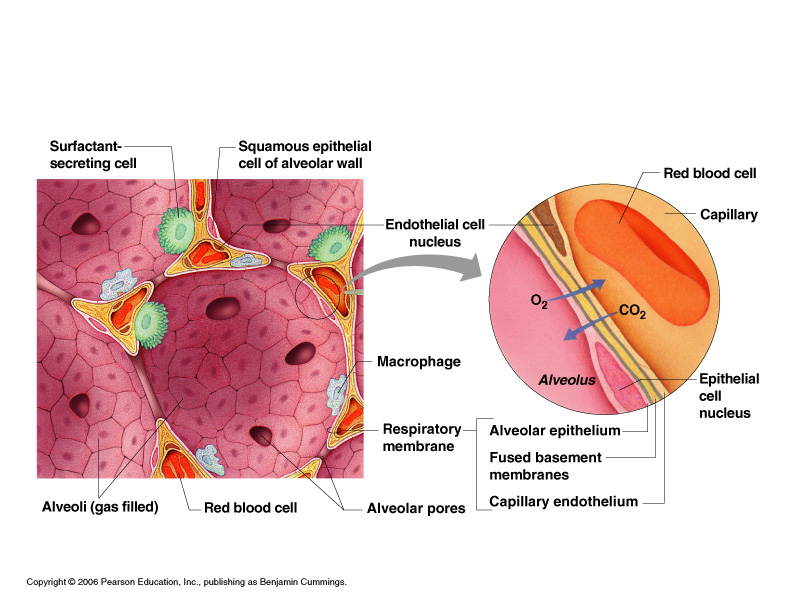 Surfactant-
secreting cell
Squamous epithelial
cell of alveolar wall
Red blood cell
Capillary
Endothelial cell
nucleus
O2
CO2
Macrophage
Alveolus
Epithelial
cell
nucleus
Respiratory
membrane
Alveolar epithelium
Fused basement
membranes
Capillary endothelium
Alveoli (gas filled)
Red blood cell
Alveolar pores
Copyright © 2006 Pearson Education, Inc., publishing as Benjamin Cummings.